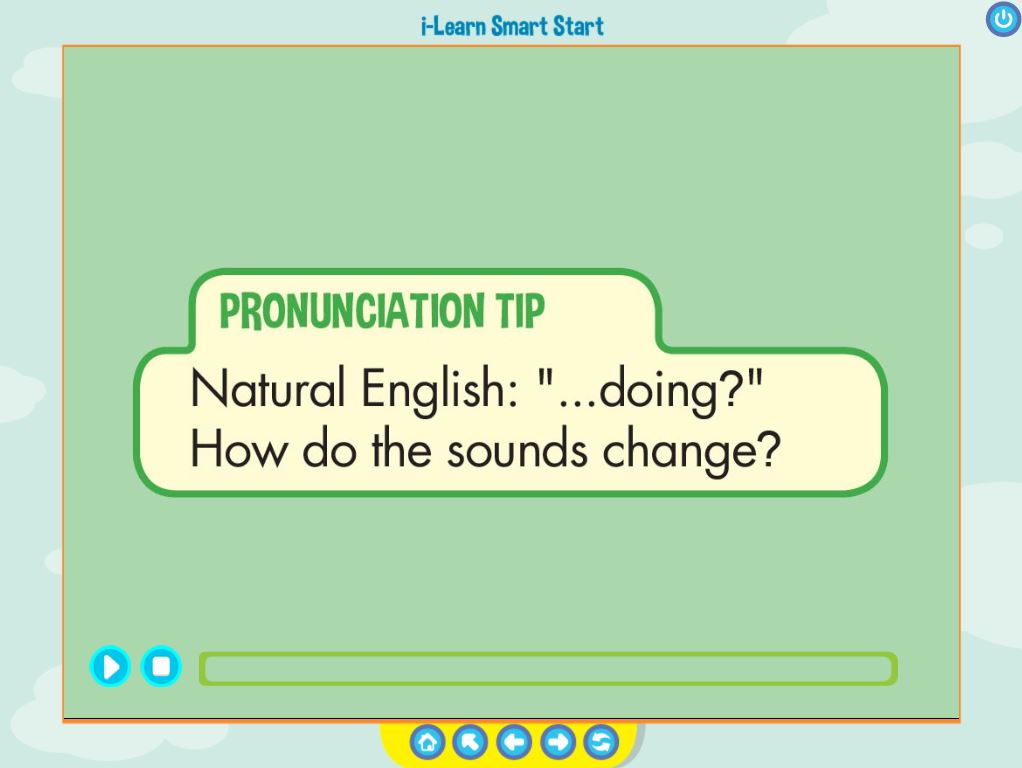 i-Learn Smart Start
PRONUNCIATION TIP
Natural English: "...doing?"
How do the sounds change?